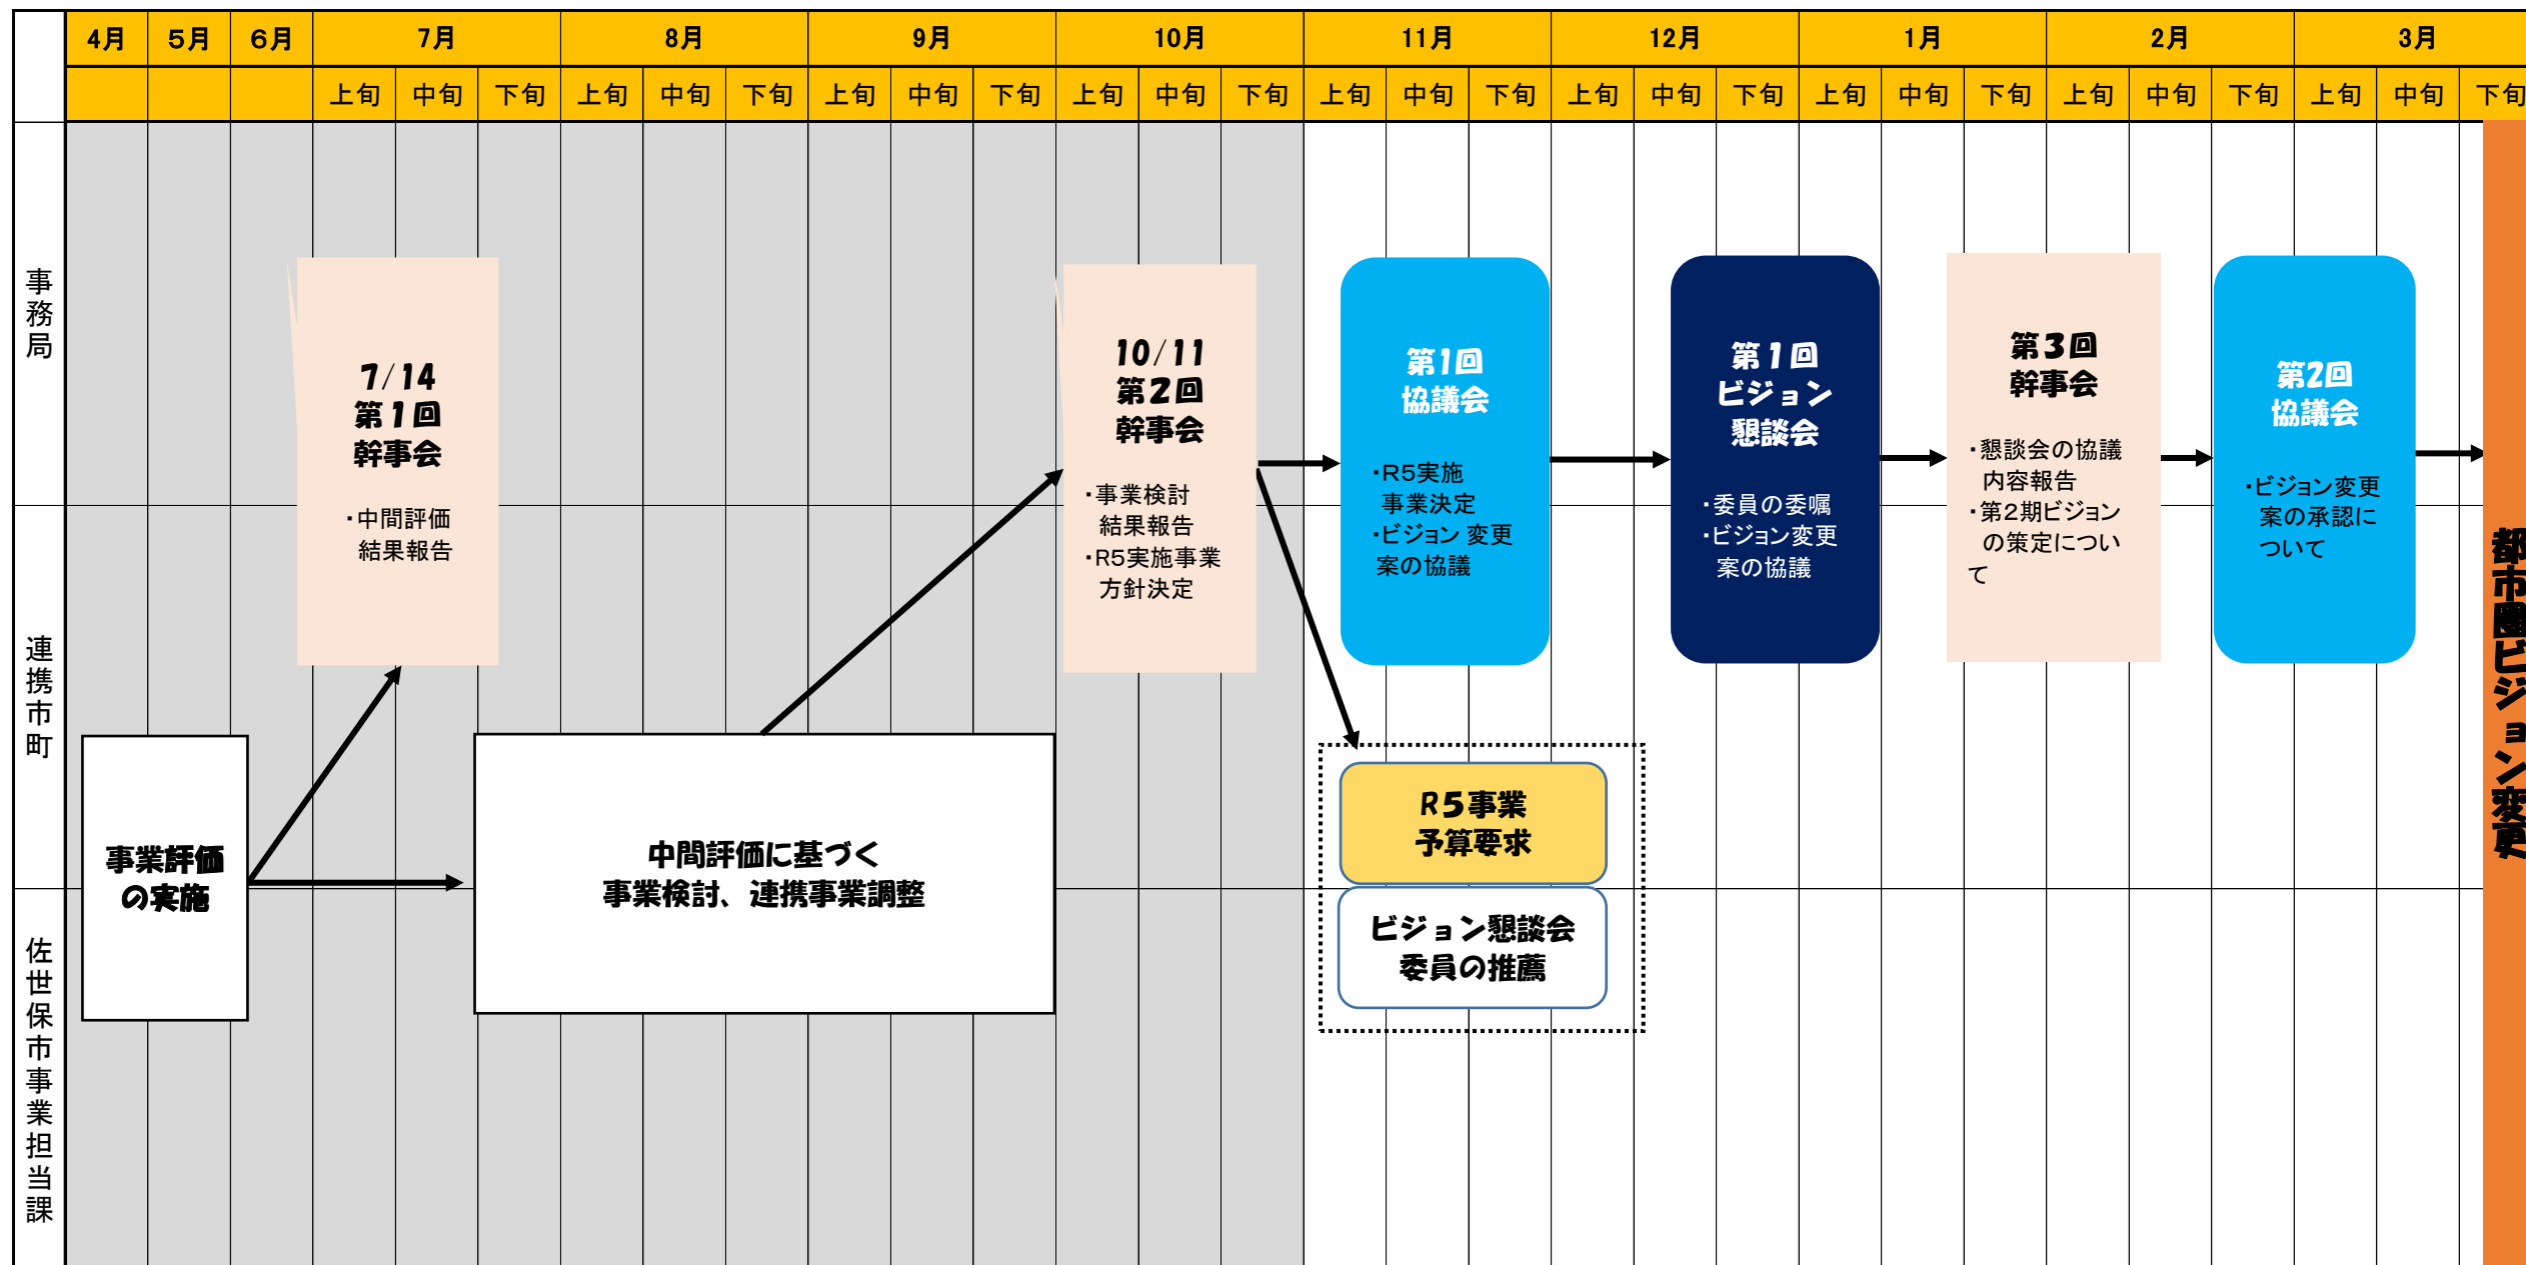 4月 5月 6月 7月 8月 9月 10月 11月 12月 1月 2月 3月
上旬 中旬 下旬 上旬 中旬 下旬 上旬 中旬 下旬 上旬 中旬 下旬 上旬 中旬 下旬 上旬 中旬 下旬 上旬 中旬 下旬 上旬 中旬 下旬 上旬 中旬 下旬
事務局
7/14
第1回
幹事会
・中間評価
結果報告
10/11
第2回
幹事会
・事業検討
結果報告
・R5実施事業
方針決定
第1回
協議会
・R5実施
事業決定
・ビジョン 変更
案の協議
第1回
ビジョン
懇談会
・委員の委嘱
・ビジョン変更
案の協議
第3回
幹事会
・懇談会の協議
内容報告
・第2期ビジョン
の策定につい
て
第2回
協議会
・ビジョン変更
案の承認に
ついて
都市圏ビジョン変更
連携市町
事業評価
の実施
中間評価に基づく
事業検討、連携事業調整
R5事業
予算要求
ビジョン懇談会
委員の推薦
佐世保市事業担当課